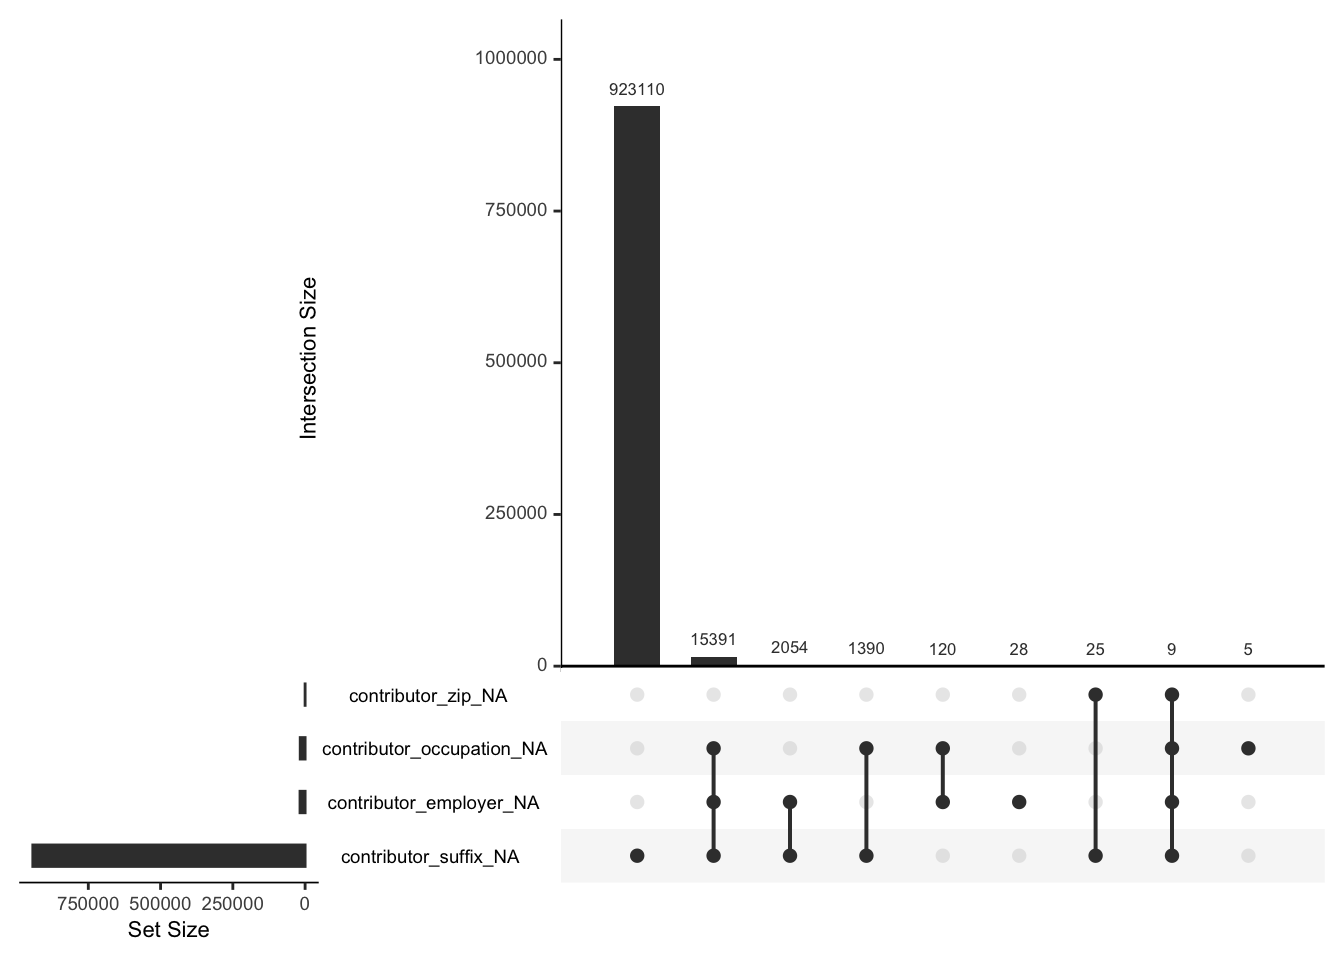 1000000
923110
750000
Intersection Size
500000
250000
15391 2054 1390 120 28 25 9 5
0
contributor_zip_NA
contributor_occupation_NA
contributor_employer_NA
contributor_suffix_NA
750000 500000 250000 0
Set Size